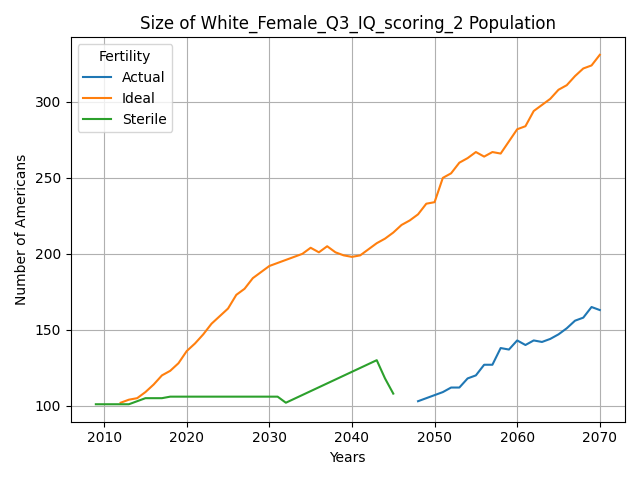 Size of White_Female_Q3_IQ_scoring_2 Population
Fertility
Actual
Ideal
Sterile
Number of Americans
300
250
200
150
100
2010 2020 2030 2040 2050 2060 2070
Years